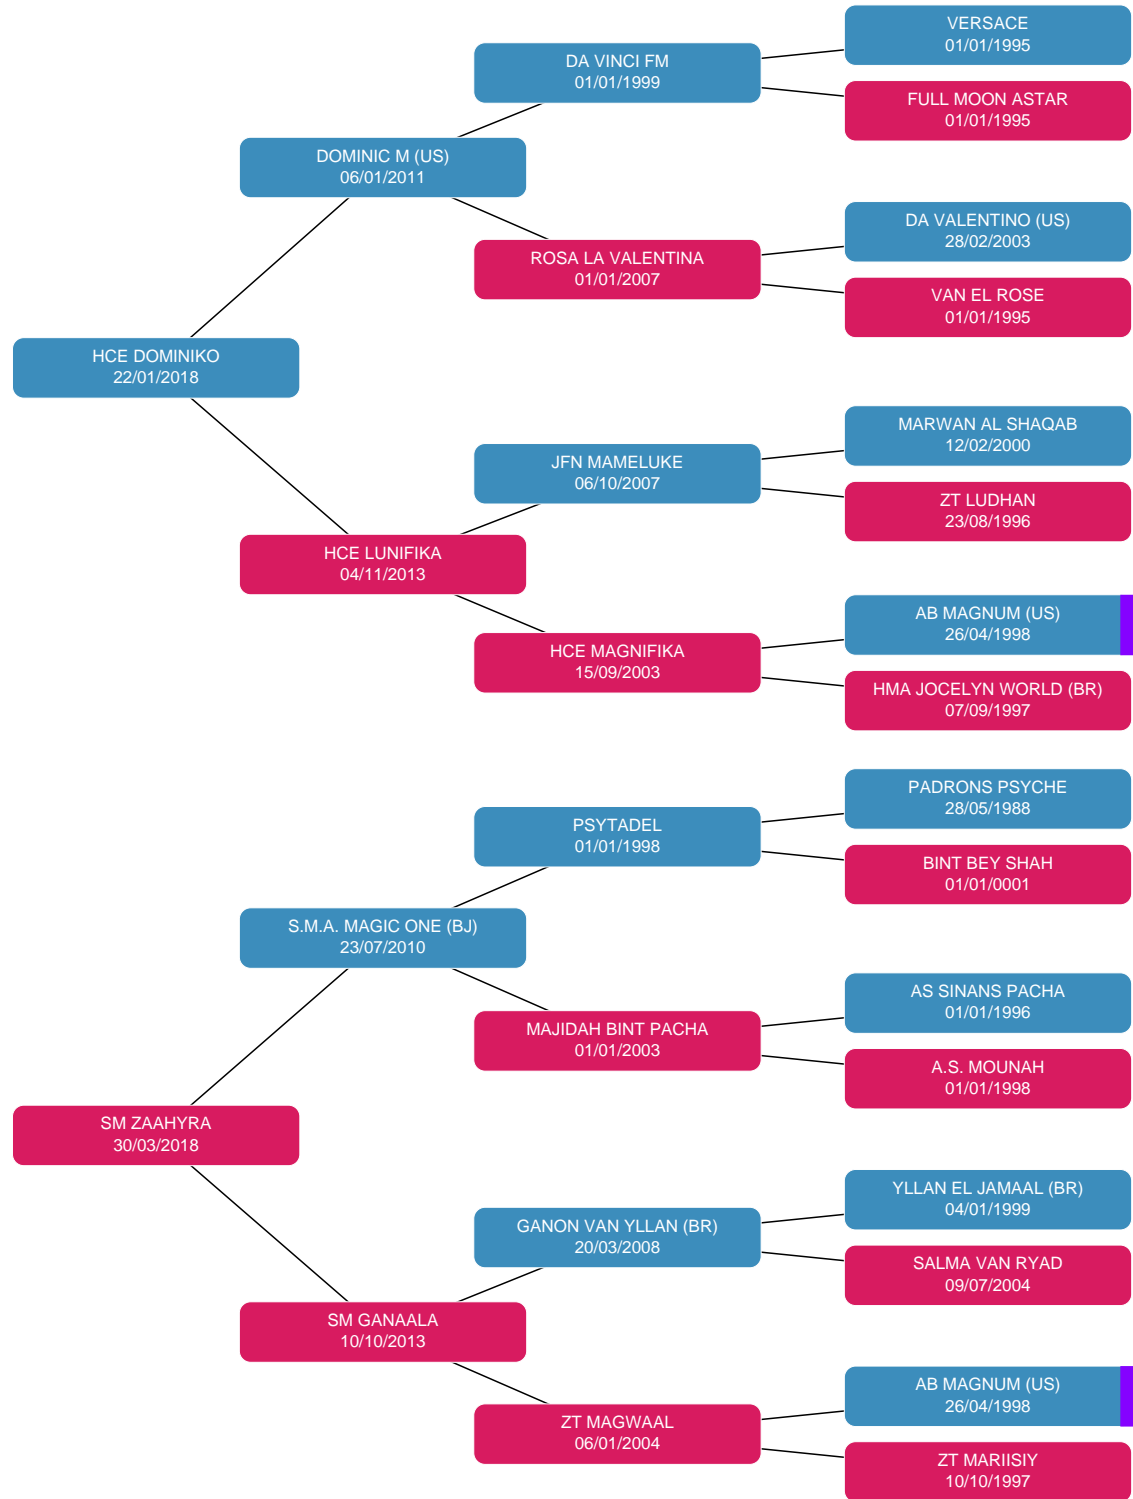 VERSACE
01/01/1995
DA VINCI FM
01/01/1999
FULL MOON ASTAR
01/01/1995
DOMINIC M (US)
06/01/2011
DA VALENTINO (US)
28/02/2003
ROSA LA VALENTINA
01/01/2007
VAN EL ROSE
01/01/1995
HCE DOMINIKO
22/01/2018
MARWAN AL SHAQAB
12/02/2000
JFN MAMELUKE
06/10/2007
ZT LUDHAN
23/08/1996
HCE LUNIFIKA
04/11/2013
AB MAGNUM (US)
26/04/1998
HCE MAGNIFIKA
15/09/2003
HMA JOCELYN WORLD (BR)
07/09/1997
PADRONS PSYCHE
28/05/1988
PSYTADEL
01/01/1998
BINT BEY SHAH
01/01/0001
S.M.A. MAGIC ONE (BJ)
23/07/2010
AS SINANS PACHA
01/01/1996
MAJIDAH BINT PACHA
01/01/2003
A.S. MOUNAH
01/01/1998
SM ZAAHYRA
30/03/2018
YLLAN EL JAMAAL (BR)
04/01/1999
GANON VAN YLLAN (BR)
20/03/2008
SALMA VAN RYAD
09/07/2004
SM GANAALA
10/10/2013
AB MAGNUM (US)
26/04/1998
ZT MAGWAAL
06/01/2004
ZT MARIISIY
10/10/1997